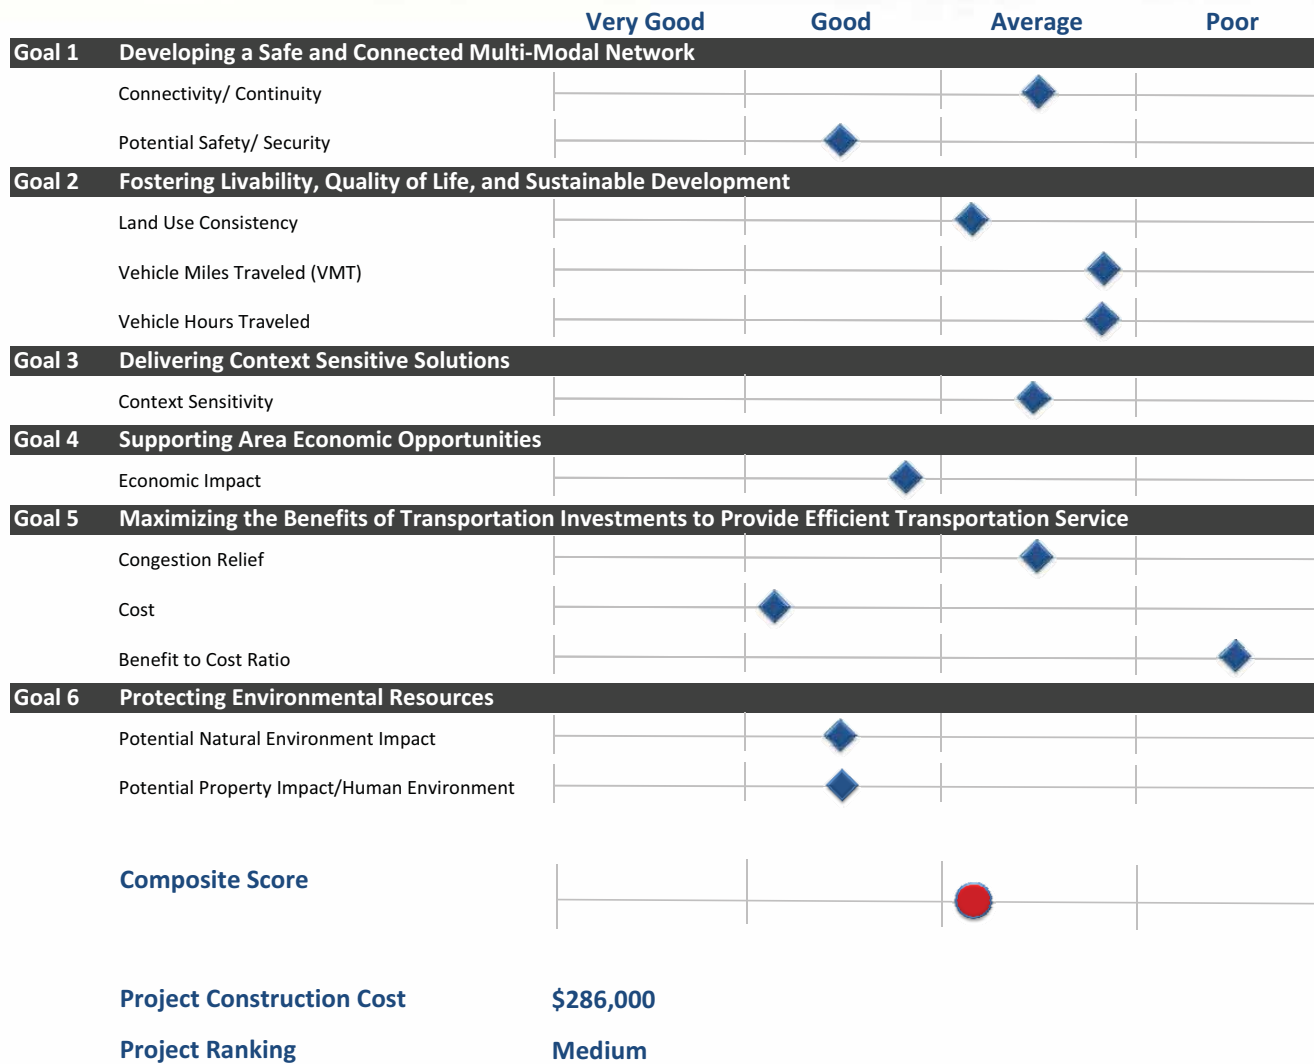 Very Good Good Average Poor
Goal 1 Developing a Safe and Connected Multi-Modal Network
Connectivity/ Continuity
Potential Safety/ Security
Goal 2 Fostering Livability, Quality of Life, and Sustainable Development
Land Use Consistency
Vehicle Miles Traveled (VMT)
Vehicle Hours Traveled
Goal 3 Delivering Context Sensitive Solutions
Context Sensitivity
Goal 4 Supporting Area Economic Opportunities
Economic Impact
Goal 5 Maximizing the Benefits of Transportation Investments to Provide Efficient Transportation Service
Congestion Relief
Cost
Benefit to Cost Ratio
Goal 6 Protecting Environmental Resources
Potential Natural Environment Impact
Potential Property Impact/Human Environment
Composite Score
Project Construction Cost $286,000
Project Ranking Medium